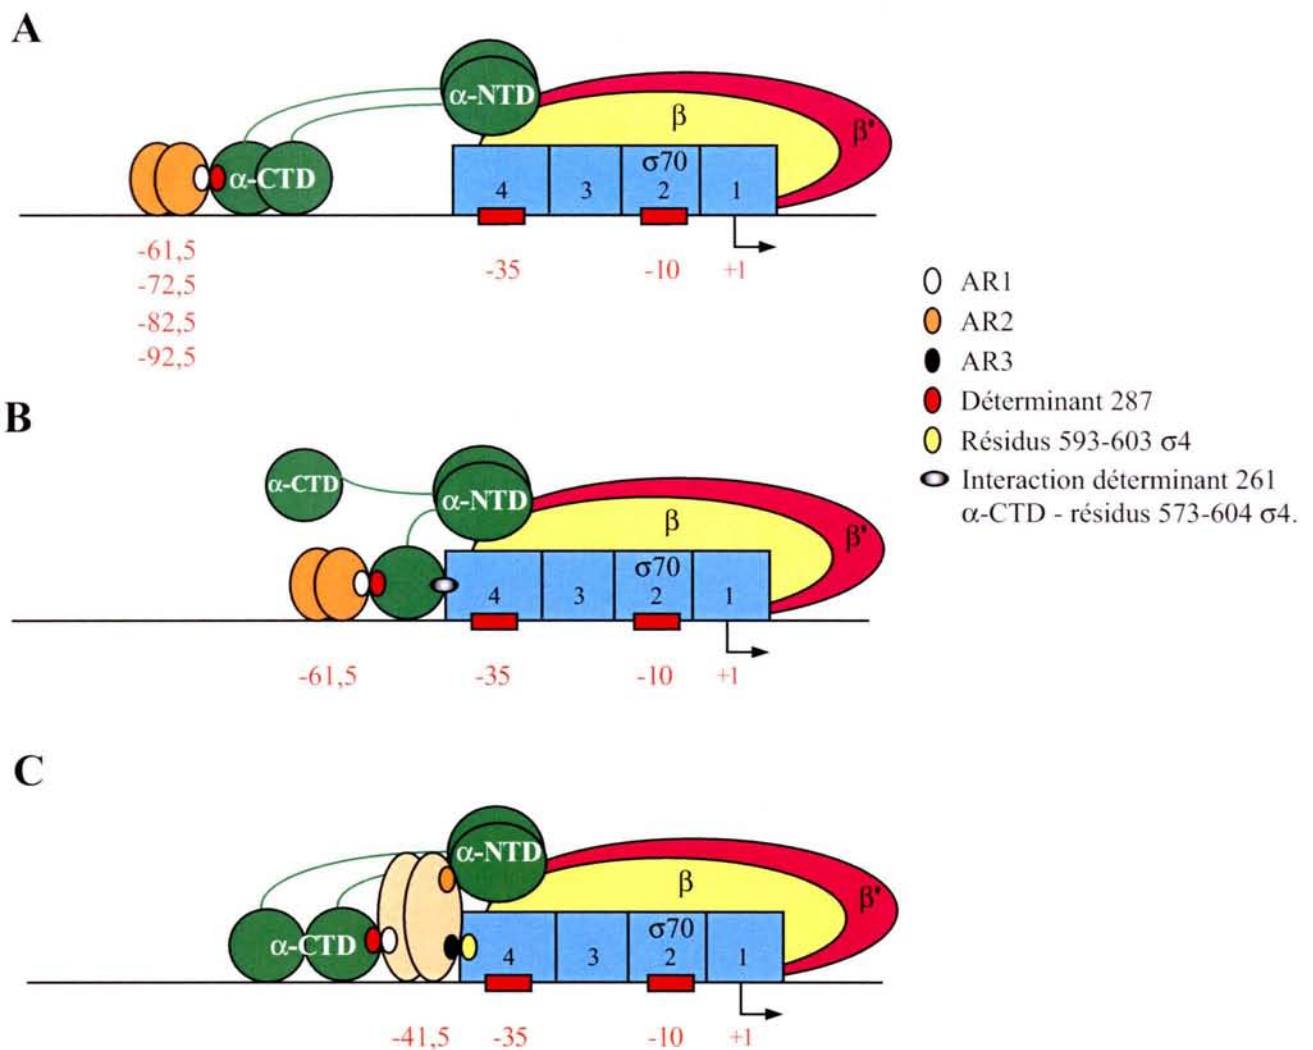 A
α-NTD
β
β'
α-CTD
σ70
4 3 2 1
-61,5
-72,5
-82,5
-92,5
-35 -10 +1
AR1
AR2
AR3
Déterminant 287
Résidus 593-603 σ4
Interaction déterminant 261
α-CTD - résidus 573-604 σ4.
B
α-CTD
α-NTD
β
β'
σ70
4 3 2 1
-61,5 -35 -10 +1
C
α-NTD
β
β'
α-CTD
σ70
4 3 2 1
-41,5 -35 -10 +1